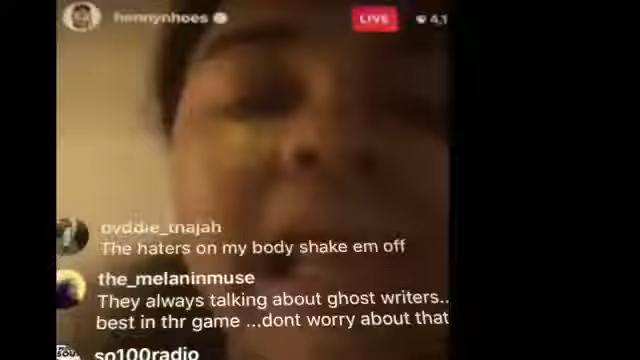 hennynhoes
LIVE
4,1
ovddie_tnajah
The haters on my body shake em off
the_melaninmuse
They always talking about ghost writers..
best in thr game ...dont worry about that
so100radio